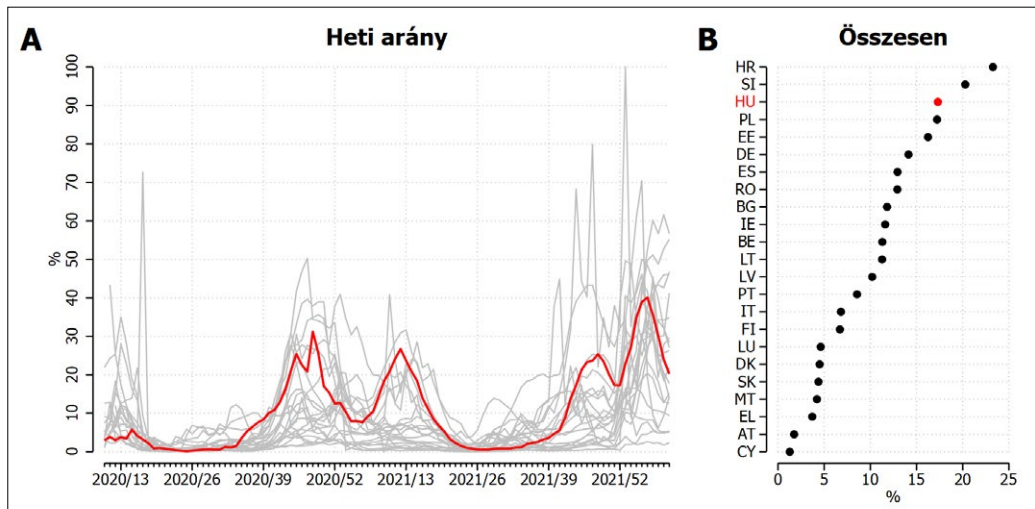 A
Heti arány
%
100
90
80
70
60
50
40
30
20
10
0
2020/13 2020/26 2020/39 2020/52 2021/13 2021/26 2021/39 2021/52
B
Összesen
HR
SI
HU
PL
EE
DE
ES
RO
BG
IE
BE
LT
LV
PT
IT
FI
LU
DK
SK
MT
EL
AT
CY
0 5 10 15 20 25
%